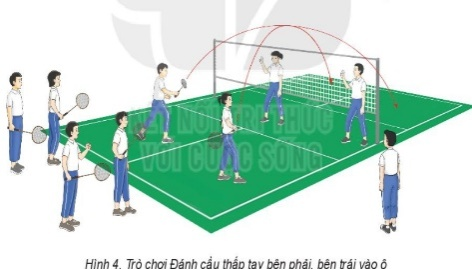 Hình 4. Trò chơi Đánh cầu thấp tay bên phải, bên trái vào ô